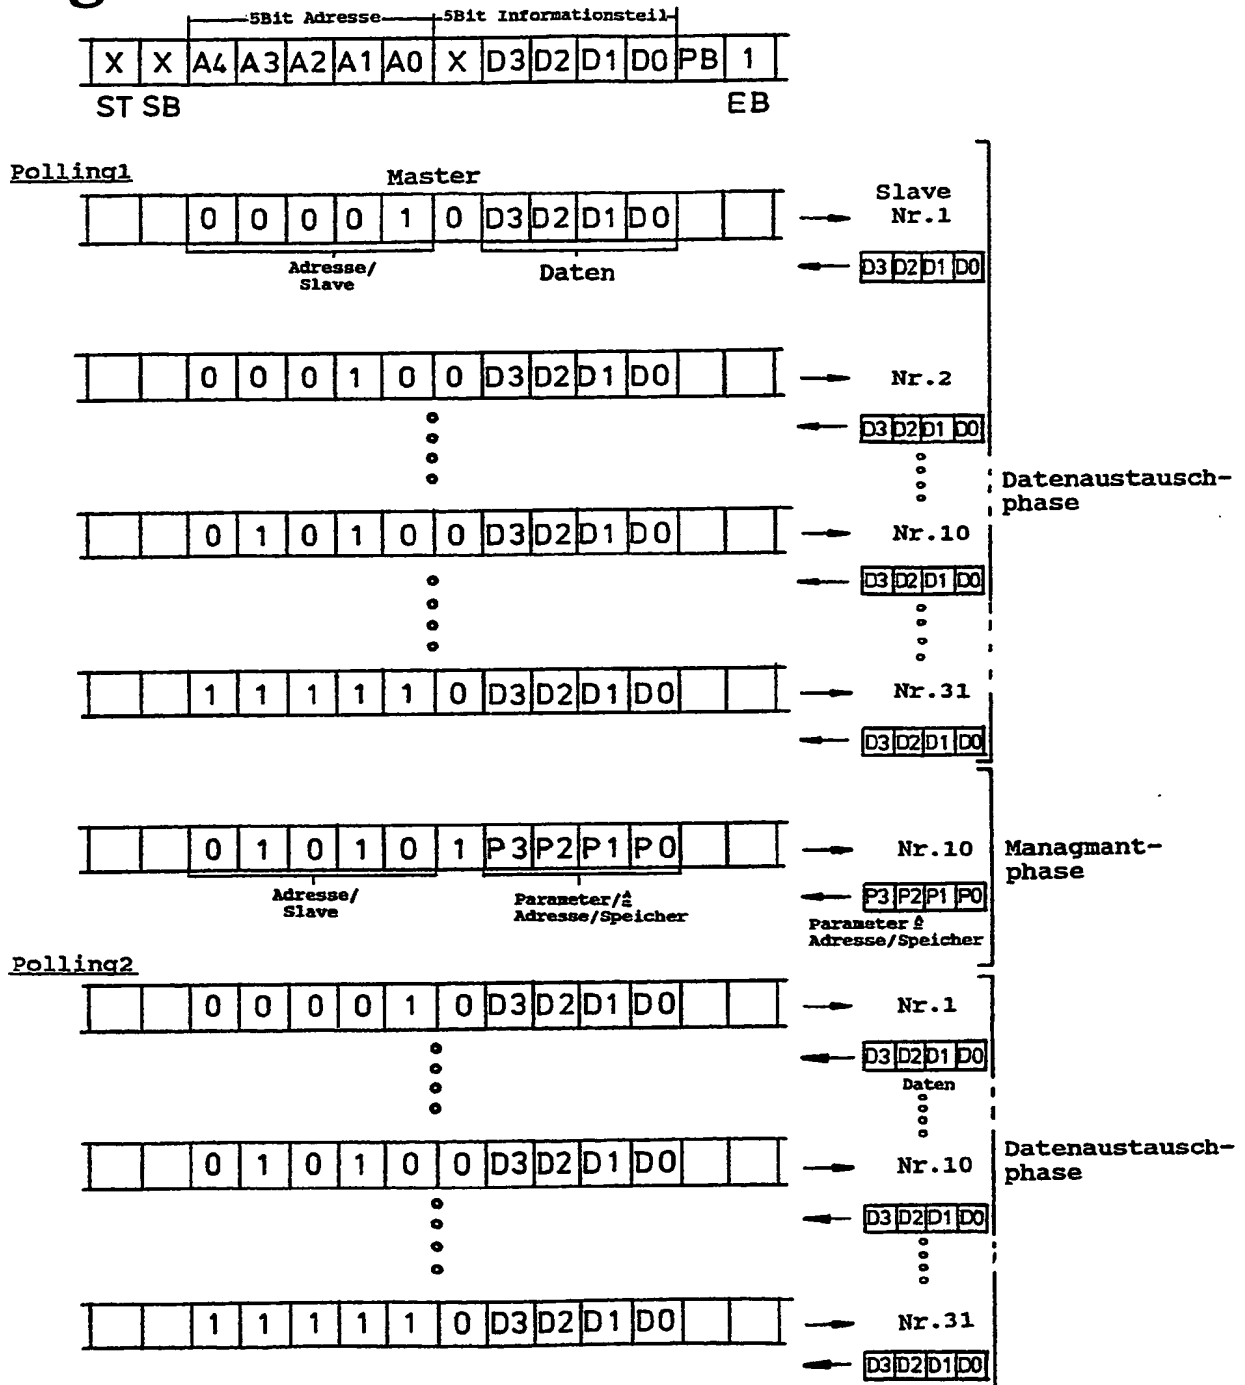 5Bit Adresse 5Bit Informationsteil
X X A4 A3 A2 A1 A0 X D3 D2 D1 D0 PB 1
ST SB EB
Polling1
Master
Slave
0 0 0 0 1 0 D3 D2 D1 D0 Nr.1
Adresse/
Slave
Daten
D3 D2 D1 D0
0 0 0 1 0 0 D3 D2 D1 D0 Nr.2
D3 D2 D1 D0
Datenaustausch-
phase
0 1 0 1 0 0 D3 D2 D1 D0 Nr.10
D3 D2 D1 D0
1 1 1 1 1 0 D3 D2 D1 D0 Nr.31
D3 D2 D1 D0
0 1 0 1 0 1 P3 P2 P1 P0 Nr.10
Managmant-
phase
Adresse/
Slave
Parameter/≙
Adresse/Speicher
P3 P2 P1 P0
Parameter ≙
Adresse/Speicher
Polling2
0 0 0 0 1 0 D3 D2 D1 D0 Nr.1
D3 D2 D1 D0
Daten
0 1 0 1 0 0 D3 D2 D1 D0 Nr.10
Datenaustausch-
phase
D3 D2 D1 D0
1 1 1 1 1 0 D3 D2 D1 D0 Nr.31
D3 D2 D1 D0